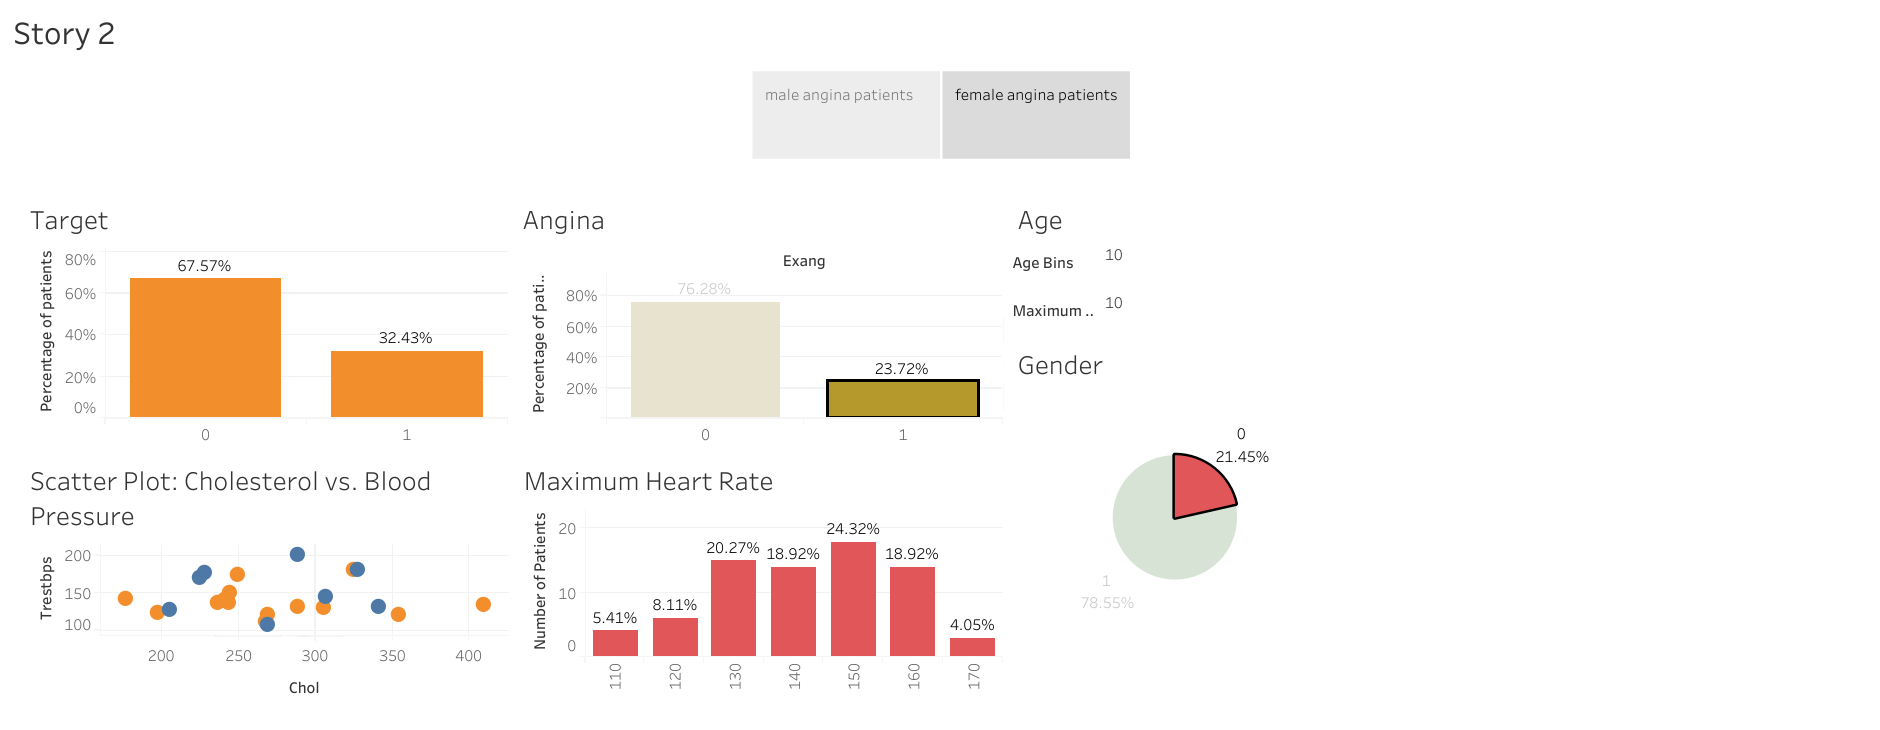 Story 2
male angina patients
female angina patients
Target
Percentage of patients
80%
60%
40%
20%
0%
67.57%
32.43%
0
1
Angina
Exang
Percentage of pati..
80%
60%
40%
20%
76.28%
23.72%
0
1
Age
Age Bins
10
Maximum ..
10
Gender
0
21.45%
1
78.55%
Scatter Plot: Cholesterol vs. Blood
Pressure
Trestbps
200
150
100
200
250
300
350
400
Chol
Maximum Heart Rate
Number of Patients
20
10
0
5.41%
8.11%
20.27%
18.92%
24.32%
18.92%
4.05%
110
120
130
140
150
160
170